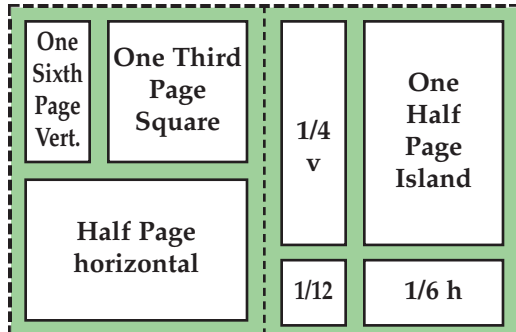 One
Sixth
Page
Vert.
One Third
Page
Square
Half Page
horizontal
1/4
v
One
Half
Page
Island
1/12
1/6 h